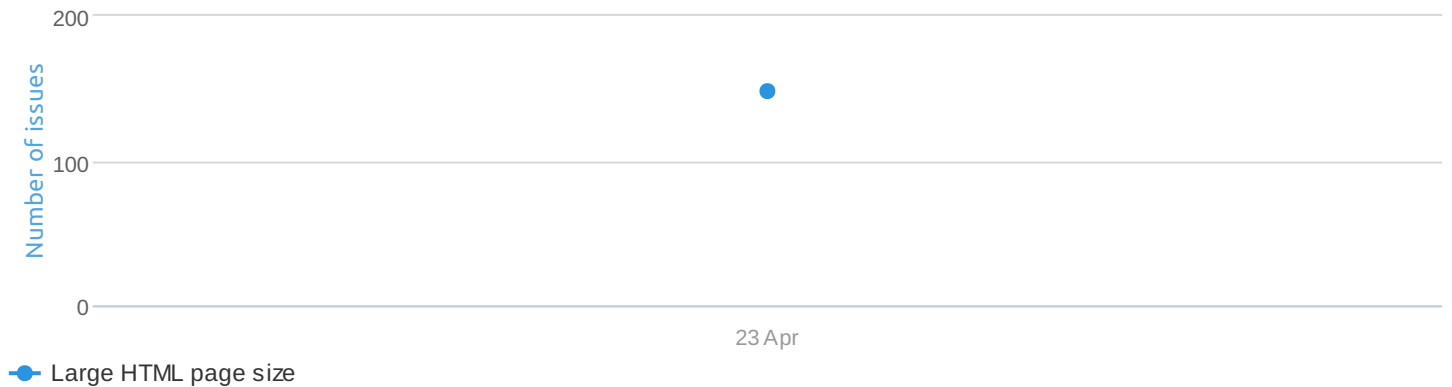 200
Number of issues
100
0
23 Apr
Large HTML page size